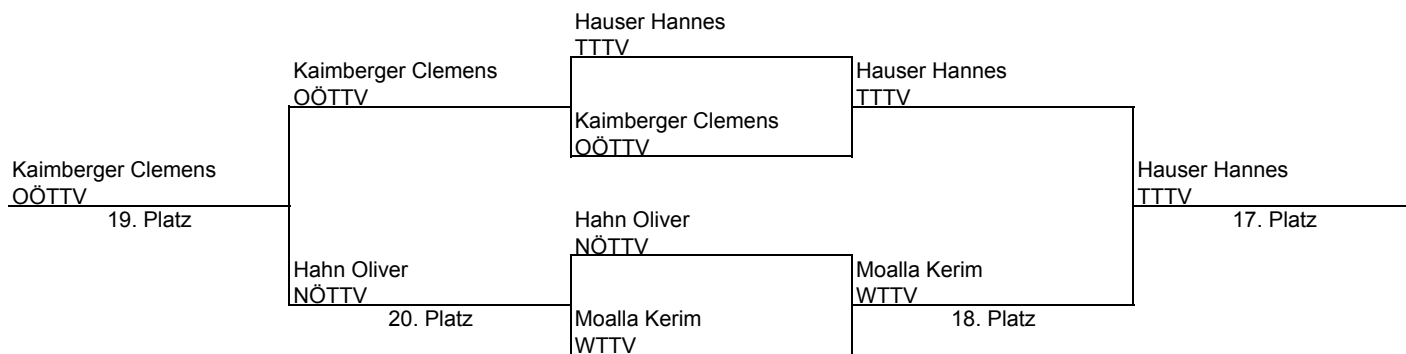 Hauser Hannes
TTTV
Kaimberger Clemens
OÖTTV
Hauser Hannes
TTTV
Kaimberger Clemens
OÖTTV
Kaimberger Clemens
OÖTTV
19. Platz
Hauser Hannes
TTTV
17. Platz
Hahn Oliver
NÖTTV
Hahn Oliver
NÖTTV
20. Platz
Moalla Kerim
WTTV
18. Platz
Moalla Kerim
WTTV